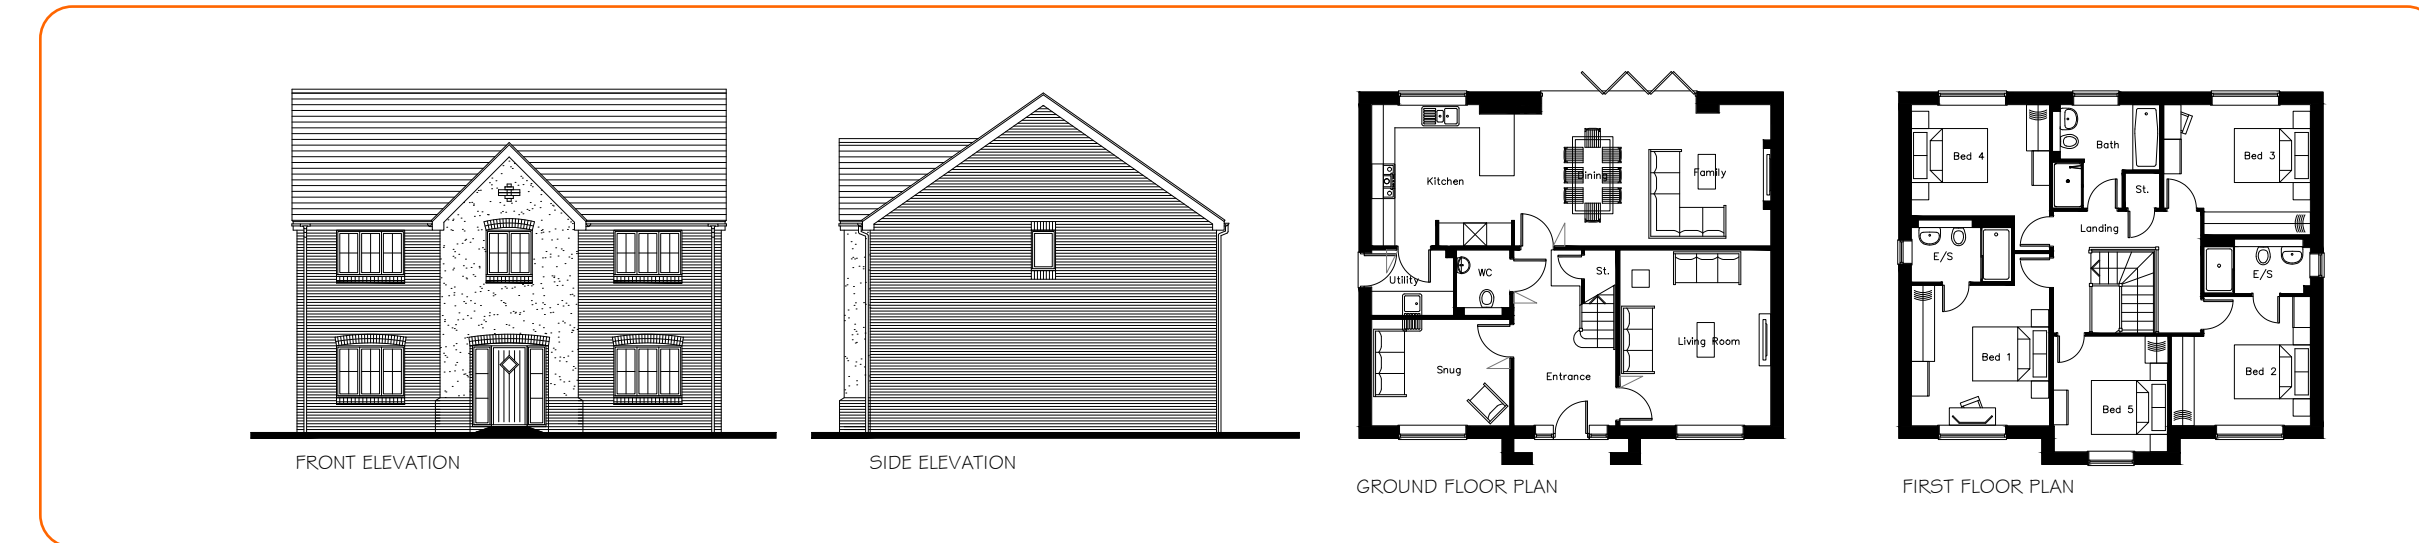 FRONT ELEVATION
SIDE ELEVATION
Kitchen
Dining
Family
Utility
WC
St.
Snug
Entrance
Living Room
GROUND FLOOR PLAN
Bed 4
Bath
St.
Bed 3
Landing
E/S
E/S
Bed 1
Bed 5
Bed 2
FIRST FLOOR PLAN